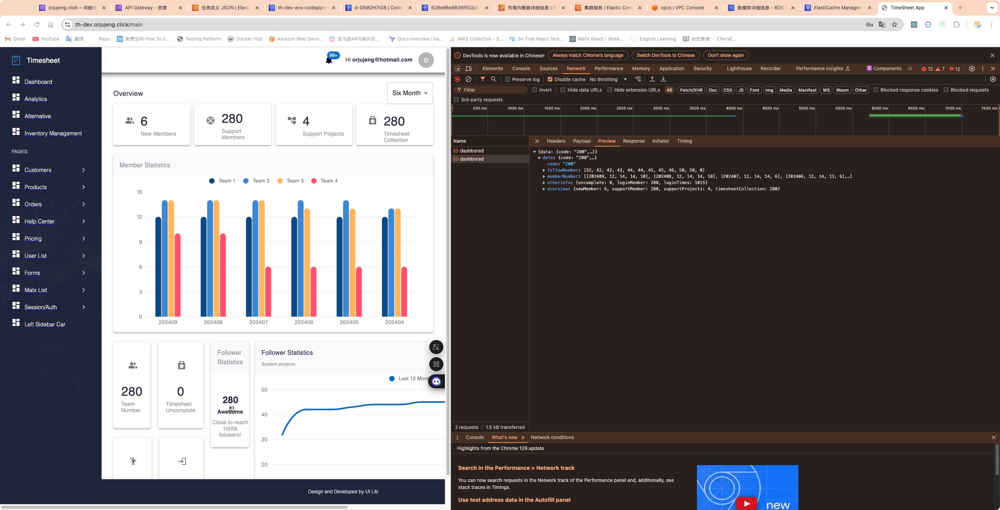 orjujeng.click – 详细信
API Gateway - 资源
任务定义 JSON | Elasti
th-dev-ecs-codepipel
d-GN82H7IG8 | CodeD
628e96e9836f502a0
负载均衡器详细信息 | E
集群服务 | Elastic Cont
vpcs | VPC Console
数据库详细信息 - RDS
ElastiCache Managem
TimeSheet App
th-dev.orjujeng.click/main
Gmail
YouTube
翻译
Repo
免费空间-free.3v.d...
Testing Paltform
Docker Hub
Amazon Web Servi...
亚马逊AWS海外区...
Docs overview | ha...
AWS Collective - S...
9+ Free React Tem...
MatX React - Mate...
English Learning
状态管理 · 《Terraf...
Timesheet
Dashboard
Analytics
Alternative
Inventory Management
PAGES
Customers
Products
Orders
Help Center
Pricing
User List
Forms
Matx List
Session/Auth
Left Sidebar Car
99+
Hi orjujeng@hotmail.com
O
Overview
Six Month
6
New Members
280
Support
Members
4
Support Projects
280
Timesheet
Collection
Member Statistics
Team 1 Team 2 Team 3 Team 4
15
12
9
6
3
0
202409 202408 202407 202406 202405 202404
280
Team
Number
0
Timesheet
Uncomplate
Follower
Statistics
280
Awesome
Close to reach
1000k
folowers!
Follower Statistics
System projects
Last 12 Mont
50
40
30
20
Design and Developed by UI Lib
DevTools is now available in Chinese! Always match Chrome's language Switch DevTools to Chinese Don't show again
Elements Console Sources Network Performance Memory Application Security Lighthouse Recorder Performance insights Components 12 7 12
Preserve log Disable cache No throttling
Filter Invert Hide data URLs Hide extension URLs All Fetch/XHR Doc CSS JS Font Img Media Manifest WS Wasm Other Blocked response cookies Blocked requests
3rd-party requests
500 ms 1000 ms 1500 ms 2000 ms 2500 ms 3000 ms 3500 ms 4000 ms 4500 ms 5000 ms 5500 ms 6000 ms 6500 ms 7000 ms 7500 ms
Name
dashborad
dashborad
Headers Payload Preview Response Initiator Timing
{data: {code: "200",…}}
data: {code: "200",…}
code: "200"
followNumber: [32, 42, 42, 43, 44, 44, 45, 45, 46, 50, 50, 0]
memberNumber: [[202409, 12, 14, 14, 10], [202408, 12, 14, 14, 10], [202407, 12, 14, 14, 6], [202406, 12, 14, 13, 6],…]
otherinfo: {uncomplate: 0, loginMember: 280, loginTimes: 1015}
overview: {newMember: 6, supportMember: 280, supportProjects: 4, timesheetCollection: 280}
2 requests 1.5 kB transferred
Console What's new Network conditions
Highlights from the Chrome 129 update
Search in the Performance > Network track
You can now search requests in the Network track of the Performance panel and, additionally, see
stack traces in Timings.
Use test address data in the Autofill panel
new